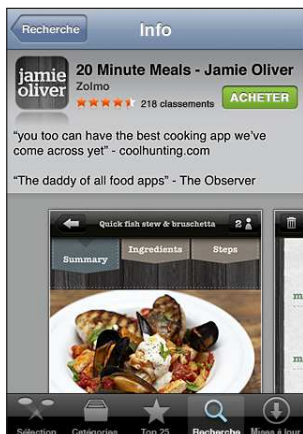 Recherche
Info
jamie
oliver
20 Minute Meals - Jamie Oliver
Zolmo
218 classements
ACHETER
“you too can have the best cooking app we've
come across yet” - coolhunting.com
“The daddy of all food apps” - The Observer
Quick fish stew & bruschetta
2
Summary
Ingredients
Steps
m
Sélection
Catégories
Top 25
Recherche
Mises à jour